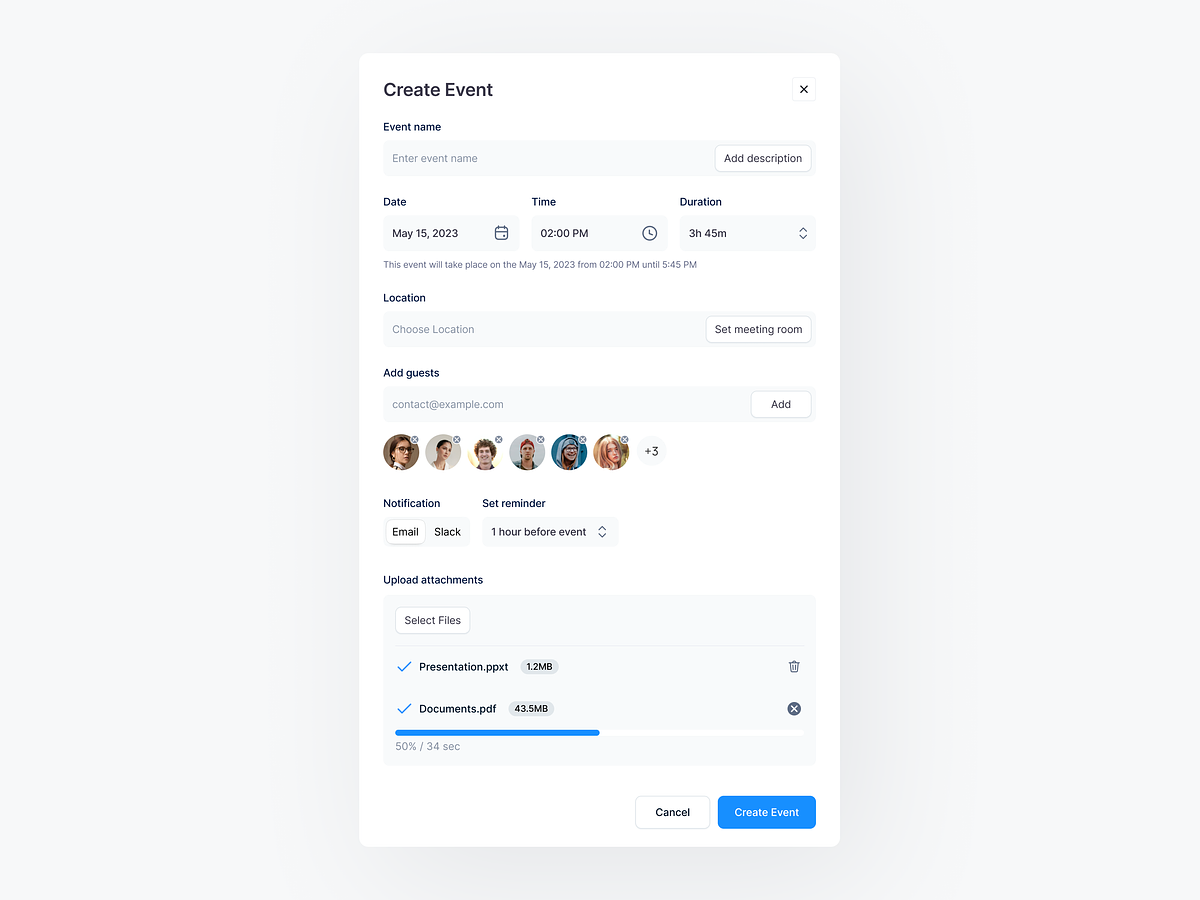 Create Event
Event name
Enter event name Add description
Date Time Duration
May 15, 2023 02:00 PM 3h 45m
This event will take place on the May 15, 2023 from 02:00 PM until 5:45 PM
Location
Choose Location Set meeting room
Add guests
contact@example.com Add
+3
Notification Set reminder
Email Slack 1 hour before event
Upload attachments
Select Files
Presentation.ppxt 1.2MB
Documents.pdf 43.5MB
50% / 34 sec
Cancel Create Event